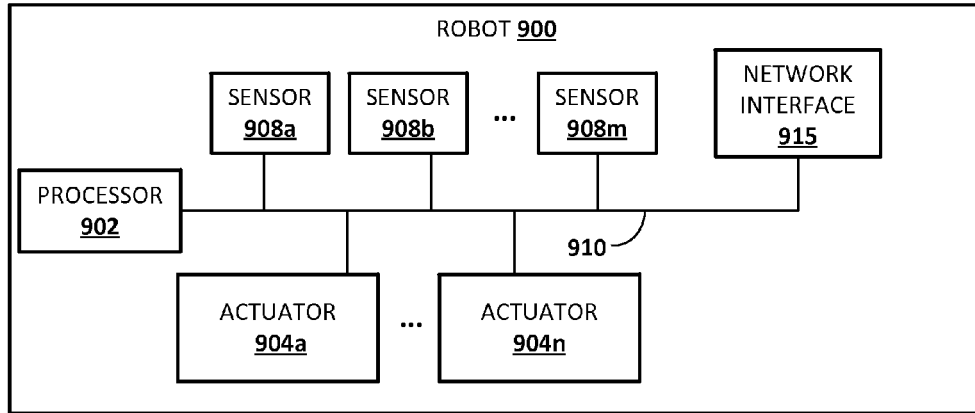 ROBOT 900
SENSOR
908a
SENSOR
908b
...
SENSOR
908m
NETWORK
INTERFACE
915
PROCESSOR
902
910
ACTUATOR
904a
...
ACTUATOR
904n